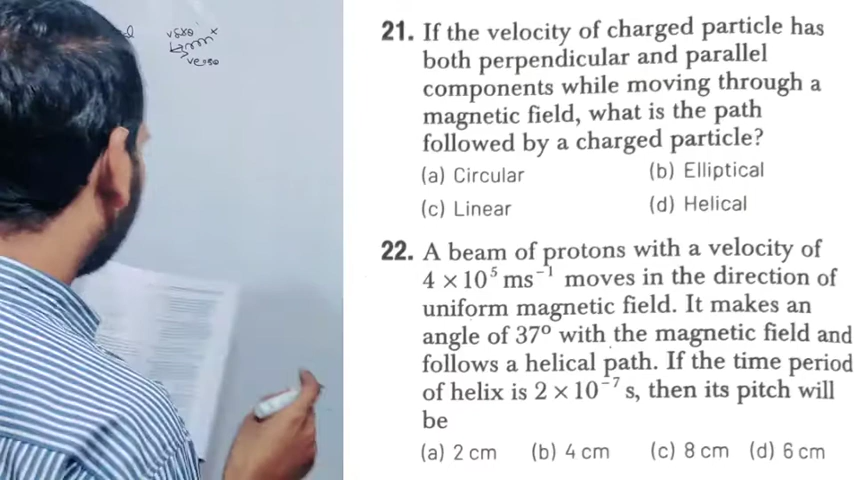 vsinθ
vcosθ
21. If the velocity of charged particle has
both perpendicular and parallel
components while moving through a
magnetic field, what is the path
followed by a charged particle?
(a) Circular (b) Elliptical
(c) Linear (d) Helical
22. A beam of protons with a velocity of
4 × 10⁵ ms⁻¹ moves in the direction of
uniform magnetic field. It makes an
angle of 37° with the magnetic field and
follows a helical path. If the time period
of helix is 2 × 10⁻⁷ s, then its pitch will
be
(a) 2 cm (b) 4 cm (c) 8 cm (d) 6 cm